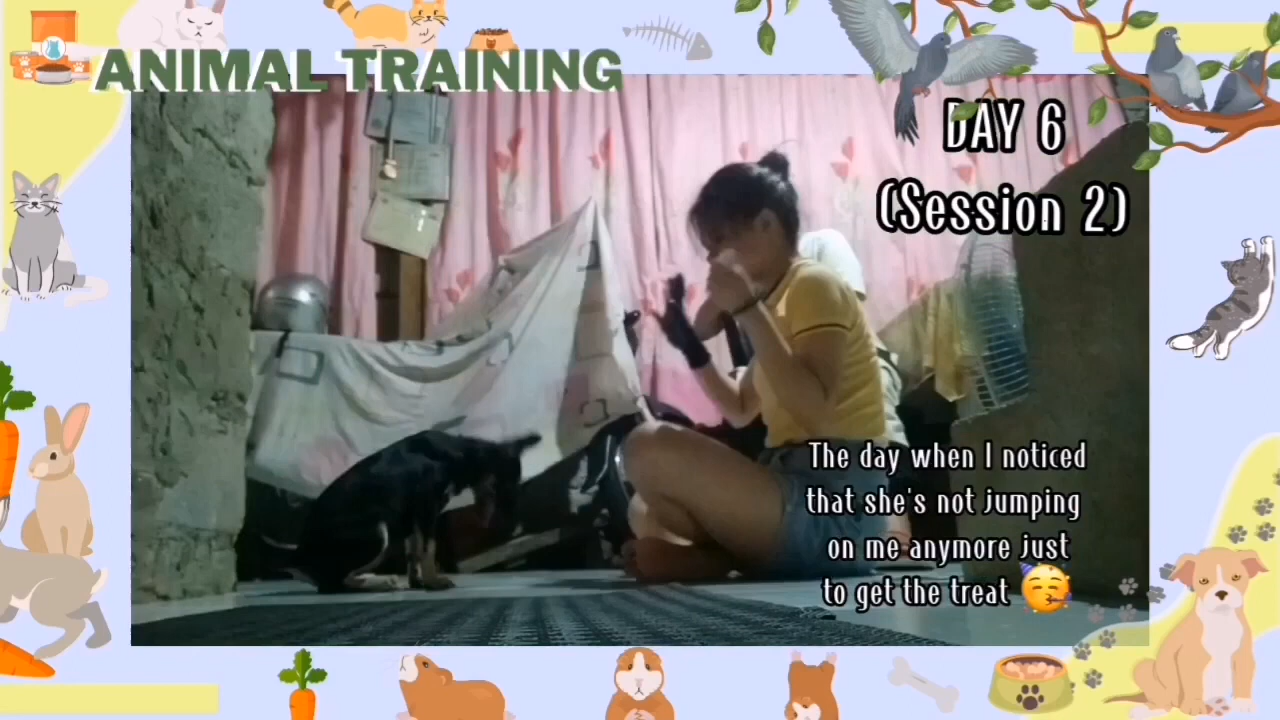 ANIMAL TRAINING
DAY 6
(Session 2)
The day when I noticed
that she's not jumping
on me anymore just
to get the treat 🥳